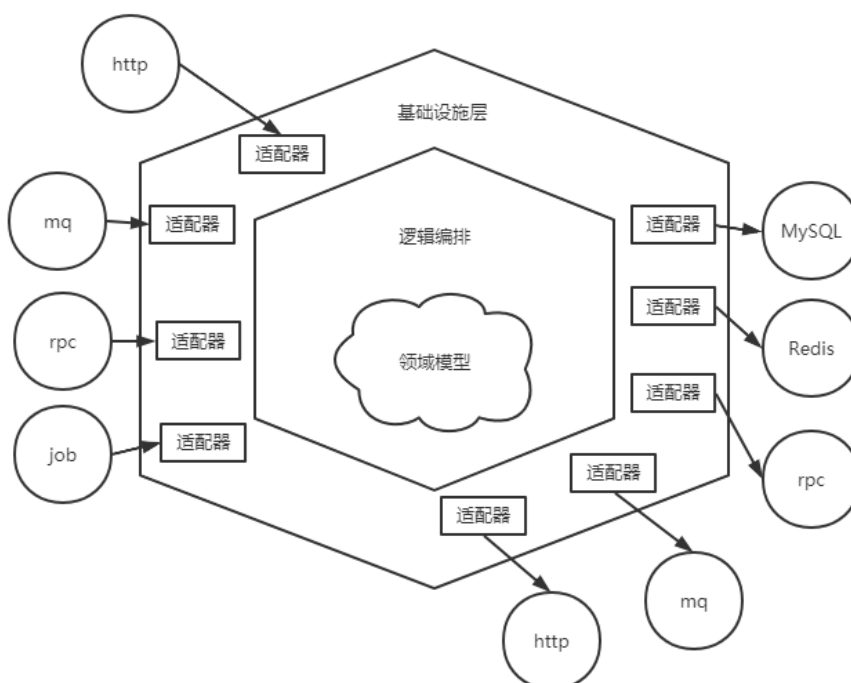 http
基础设施层
适配器
mq
适配器
适配器
MySQL
逻辑编排
适配器
rpc
适配器
Redis
领域模型
适配器
job
适配器
适配器
rpc
适配器
mq
http